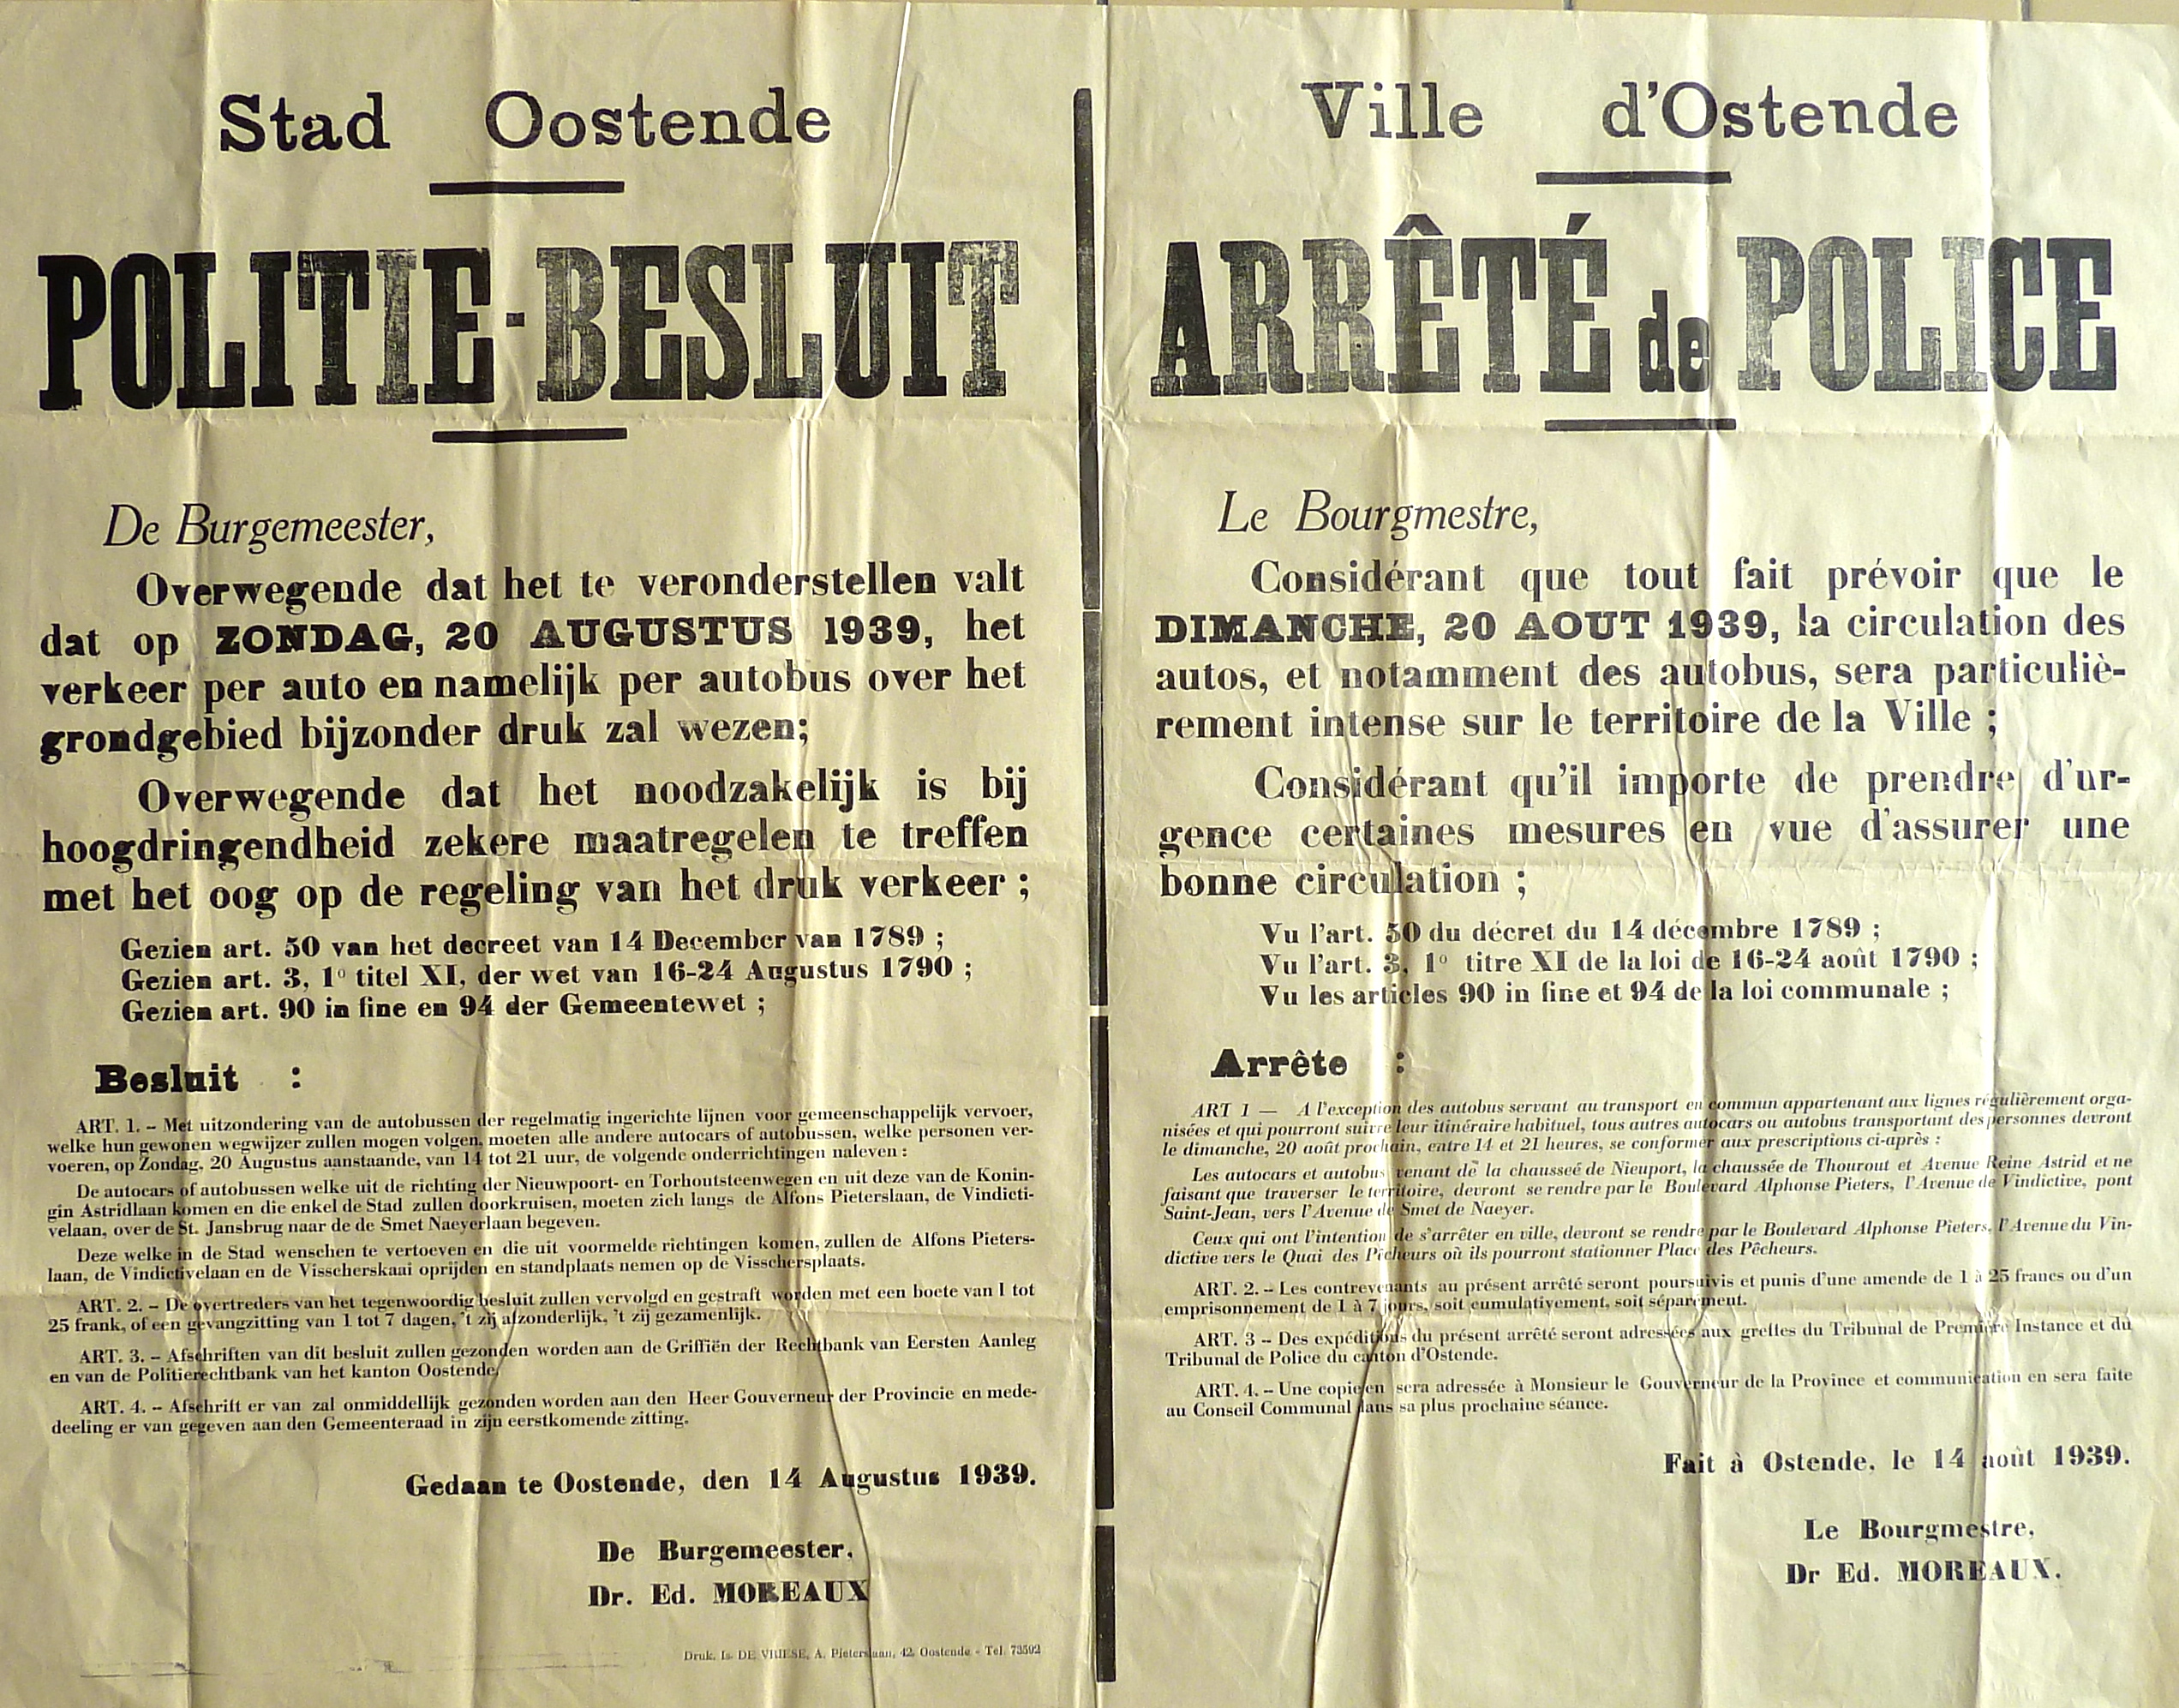 Stad Oostende
POLITIE-BESLUIT
De Burgemeester,
Overwegende dat het te veronderstellen valt
dat op ZONDAG, 20 AUGUSTUS 1939, het
verkeer per auto en namelijk per autobus over het
grondgebied bijzonder druk zal wezen;
Overwegende dat het noodzakelijk is bij
hoogdringendheid zekere maatregelen te treffen
met het oog op de regeling van het druk verkeer ;
Gezien art. 50 van het decreet van 14 December van 1789 ;
Gezien art. 3, 1º titel XI, der wet van 16-24 Augustus 1790 ;
Gezien art. 90 in fine en 94 der Gemeentewet ;
Besluit :
ART. 1. – Met uitzondering van de autobussen der regelmatig ingerichte lijnen voor gemeenschappelijk vervoer,
welke hun gewonen wegwijzer zullen mogen volgen, moeten alle andere autocars of autobussen, welke personen ver-
voeren, op Zondag, 20 Augustus aanstaande, van 14 tot 21 uur, de volgende onderrichtingen naleven :
De autocars of autobussen welke uit de richting der Nieuwpoort- en Torhoutsteenwegen en uit deze van de Konin-
gin Astridlaan komen en die enkel de Stad zullen doorkruisen, moeten zich langs de Alfons Pieterslaan, de Vindicti-
velaan, over de St. Jansbrug naar de de Smet Naeyerlaan begeven.
Deze welke in de Stad wenschen te vertoeven en die uit voormelde richtingen komen, zullen de Alfons Pieters-
laan, de Vindictivelaan en de Visscherskaai oprijden en standplaats nemen op de Visschersplaats.
ART. 2. – De overtreders van het tegenwoordig besluit zullen vervolgd en gestraft worden met een boete van I tot
25 frank, of een gevangzitting van 1 tot 7 dagen, 't zij afzonderlijk, 't zij gezamenlijk.
ART. 3. – Afschriften van dit besluit zullen gezonden worden aan de Griffiën der Rechtbank van Eersten Aanleg
en van de Politierechtbank van het kanton Oostende.
ART. 4. – Afschrift er van zal onmiddellijk gezonden worden aan den Heer Gouverneur der Provincie en mede-
deeling er van gegeven aan den Gemeenteraad in zijn eerstkomende zitting.
Gedaan te Oostende, den 14 Augustus 1939.
De Burgemeester,
Dr. Ed. MOREAUX
Druk. Is. DE VRIESE, A. Pieterslaan, 42, Oostende - Tel. 73502
Ville d'Ostende
ARRÊTÉ de POLICE
Le Bourgmestre,
Considérant que tout fait prévoir que le
DIMANCHE, 20 AOUT 1939, la circulation des
autos, et notamment des autobus, sera particuliè-
rement intense sur le territoire de la Ville ;
Considérant qu'il importe de prendre d'ur-
gence certaines mesures en vue d'assurer une
bonne circulation ;
Vu l'art. 50 du décret du 14 décembre 1789 ;
Vu l'art. 3, 1º titre XI de la loi de 16-24 août 1790 ;
Vu les articles 90 in fine et 94 de la loi communale ;
Arrête :
ART 1 — A l'exception des autobus servant au transport en commun appartenant aux lignes régulièrement orga-
nisées et qui pourront suivre leur itinéraire habituel, tous autres autocars ou autobus transportant des personnes devront
le dimanche, 20 août prochain, entre 14 et 21 heures, se conformer aux prescriptions ci-après :
Les autocars et autobus venant de la chausseé de Nieuport, la chaussée de Thourout et Avenue Reine Astrid et ne
faisant que traverser le territoire, devront se rendre par le Boulevard Alphonse Pieters, l'Avenue de Vindictive, pont
Saint-Jean, vers l'Avenue de Smet de Naeyer.
Ceux qui ont l'intention de s'arrêter en ville, devront se rendre par le Boulevard Alphonse Pieters, l'Avenue du Vin-
dictive vers le Quai des Pêcheurs où ils pourront stationner Place des Pêcheurs.
ART. 2. – Les contrevenants au présent arrêté seront poursuivis et punis d'une amende de 1 à 25 francs ou d'un
emprisonnement de 1 à 7 jours, soit cumulativement, soit séparément.
ART. 3 – Des expéditions du présent arrêté seront adressées aux greffes du Tribunal de Première Instance et du
Tribunal de Police du canton d'Ostende.
ART. 4. – Une copie en sera adressée à Monsieur le Gouverneur de la Province et communication en sera faite
au Conseil Communal dans sa plus prochaine séance.
Fait à Ostende, le 14 août 1939.
Le Bourgmestre,
Dr Ed. MOREAUX.